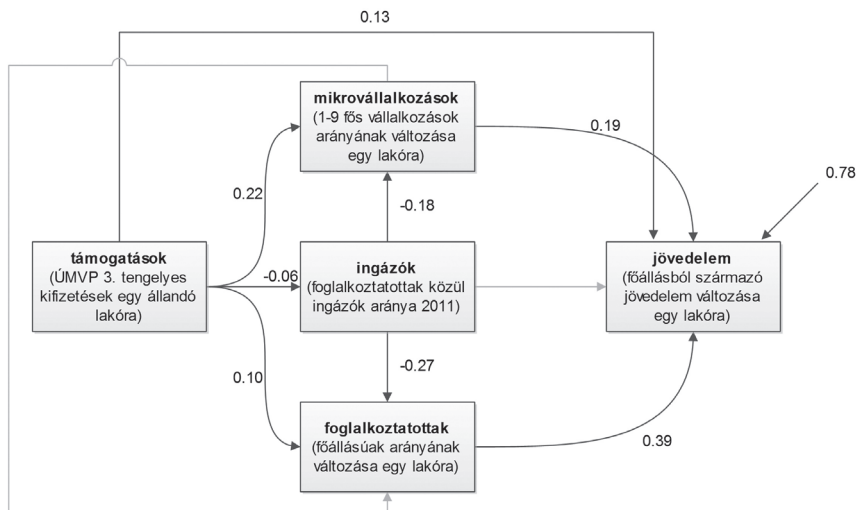 0.13
mikrovállalkozások
(1-9 fős vállalkozások
arányának változása
egy lakóra)
0.19
0.78
0.22
-0.18
támogatások
(ÚMVP 3. tengelyes
kifizetések egy állandó
lakóra)
-0.06
ingázók
(foglalkoztatottak közül
ingázók aránya 2011)
jövedelem
(főállásból származó
jövedelem változása
egy lakóra)
0.10
-0.27
foglalkoztatottak
(főállásúak arányának
változása egy lakóra)
0.39